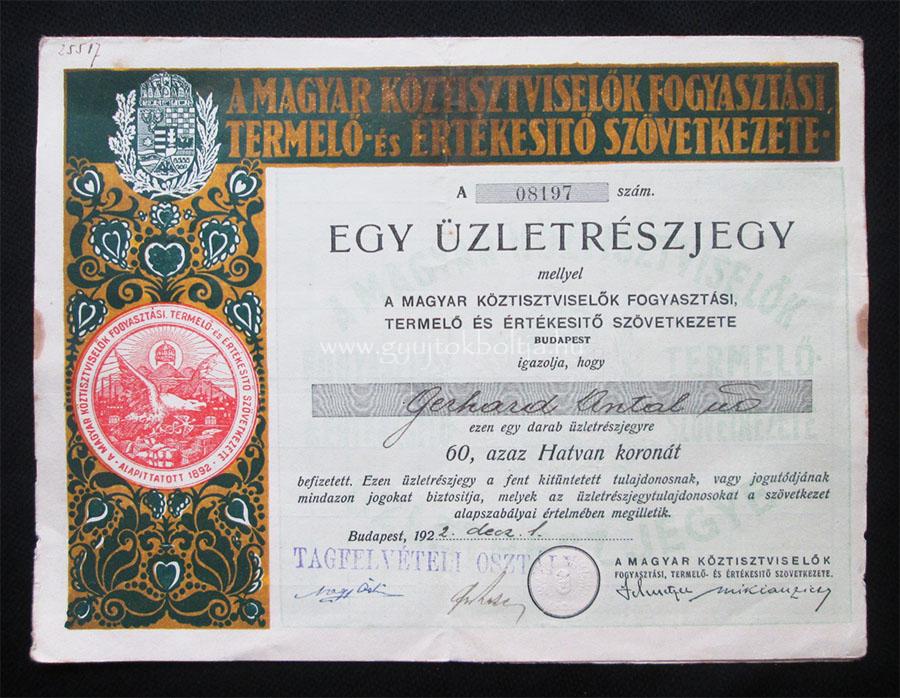 25517
A MAGYAR KÖZTISZTVISELŐK FOGYASZTÁSI,
TERMELŐ- és ÉRTÉKESITŐ SZÖVETKEZETE.
A 08197 szám.
EGY ÜZLETRÉSZJEGY
mellyel
A MAGYAR KÖZTISZTVISELŐK FOGYASZTÁSI,
TERMELŐ ÉS ÉRTÉKESITŐ SZÖVETKEZETE
BUDAPEST
www.gyujtokboltja.hu
igazolja, hogy
Gerhard Antal
ezen egy darab üzletrészjegyre
60, azaz Hatvan koronát
befizetett. Ezen üzletrészjegy a fent kitüntetett tulajdonosnak, vagy jogutódjának
mindazon jogokat biztositja, melyek az üzletrészjegytulajdonosokat a szövetkezet
alapszabályai értelmében megilletik.
Budapest, 1922. decz. 1.
TAGFELVÉTELI OSZTÁLY
A MAGYAR KÖZTISZTVISELŐK
FOGYASZTÁSI, TERMELŐ- ÉS ÉRTÉKESITŐ SZÖVETKEZETE.
A MAGYAR KÖZTISZTVISELŐK FOGYASZTÁSI, TERMELŐ- és ÉRTÉKESITŐ SZÖVETKEZETE
ALAPITTATOTT 1892